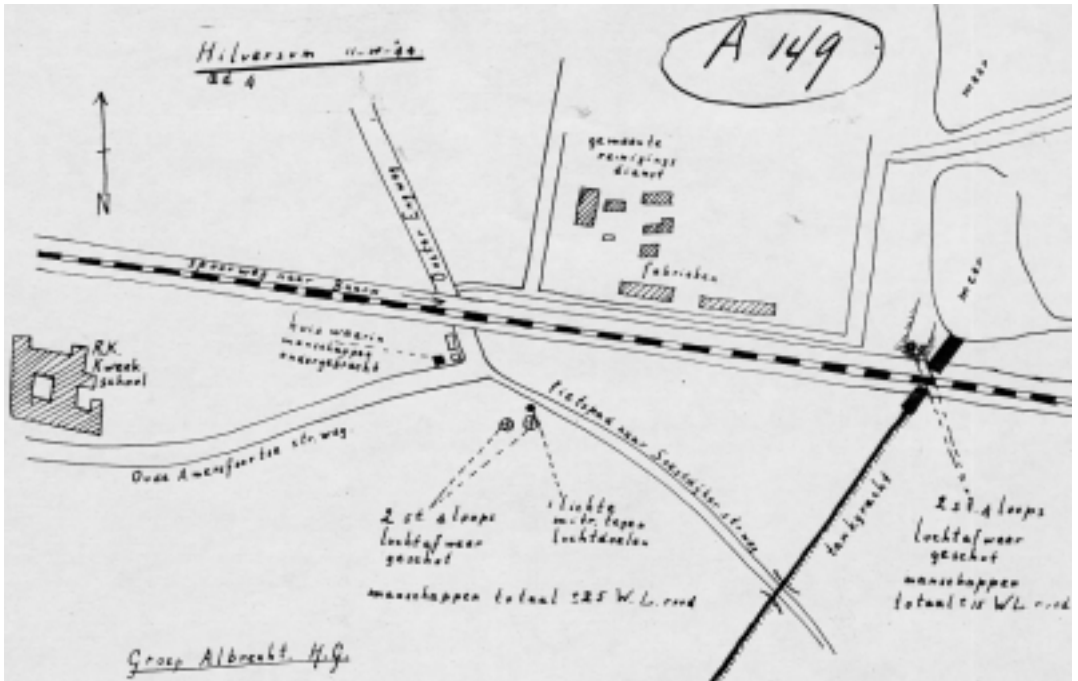 Hilversum 11-11-'44.
A 149
meer
N
gemeente
reinigings
dienst
fabrieken
meer
Spoorweg naar Baarn
huis waarin
manschappen
ondergebracht
R.K.
Kweek
school
Oude Amersfoortse str.weg.
Fietspad naar Soestdijker str.weg
tankgracht
2 st. 4 loops
luchtafweer
geschut
1 lichte
mitr. tegen
luchtdoelen
manschappen totaal ±25 W.L. rood
2 st. 4 loops
luchtafweer
geschut
manschappen
totaal ±15 WL. rood
Groep Albrecht. H.G.